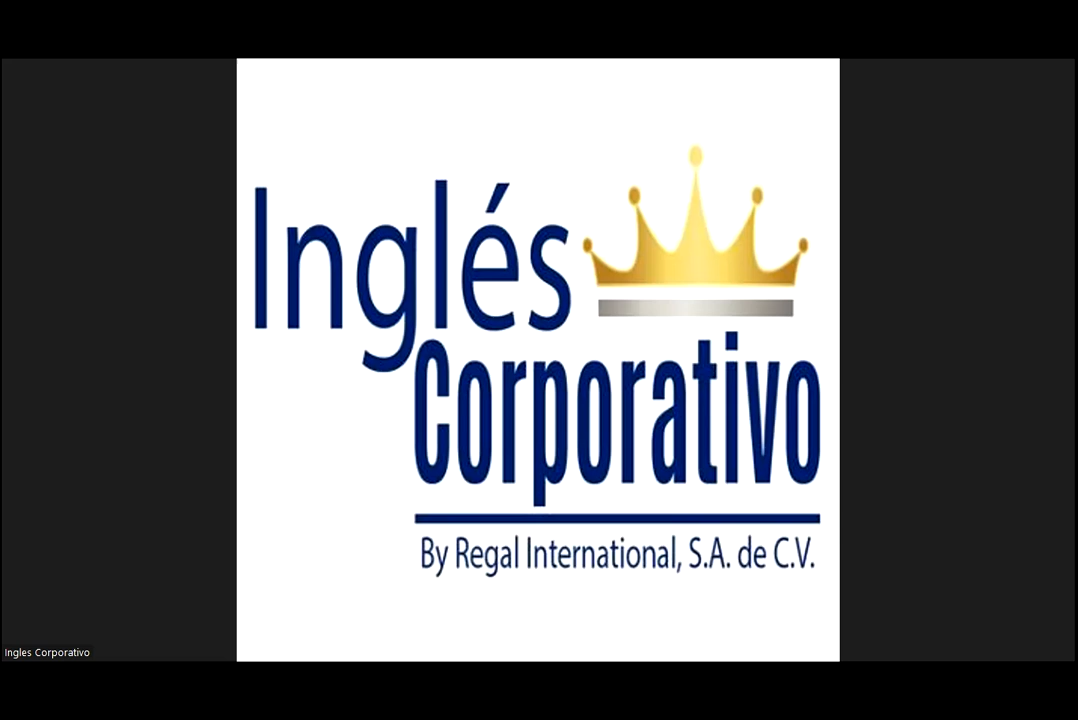 Inglés
Corporativo
By Regal International, S.A. de C.V.
Ingles Corporativo